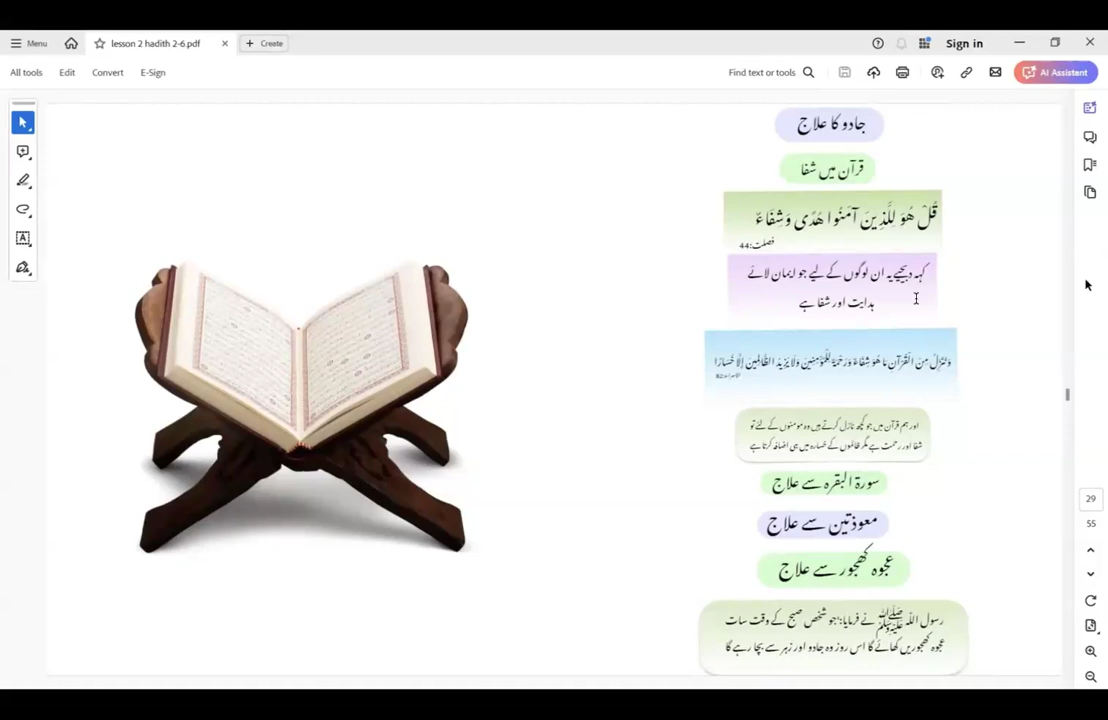 Menu
lesson 2 hadith 2-6.pdf
Create
Sign in
All tools
Edit
Convert
E-Sign
Find text or tools
AI Assistant
جادو کا علاج
قرآن میں شفا
قُلْ هُوَ لِلَّذِينَ آمَنُوا هُدًى وَشِفَاءٌ
فصلت:44
کہہ دیجیے یہ ان لوگوں کے لیے جو ایمان لائے
ہدایت اور شفا ہے
وَنُنَزِّلُ مِنَ الْقُرْآنِ مَا هُوَ شِفَاءٌ وَرَحْمَةٌ لِّلْمُؤْمِنِينَ وَلَا يَزِيدُ الظَّالِمِينَ إِلَّا خَسَارًا
الاسراء:82
اور ہم قرآن میں جو کچھ نازل کرتے ہیں وہ مومنوں کے لئے تو
شفا اور رحمت ہے مگر ظالموں کے خسارہ میں ہی اضافہ کرتا ہے
سورۃ البقرہ سے علاج
معوذتین سے علاج
عجوہ کھجور سے علاج
رسول اللہ ﷺ نے فرمایا: جو شخص صبح کے وقت سات
عجوہ کھجوریں کھائے گا اس روز وہ جادو اور زہر سے بچا رہے گا
29
55